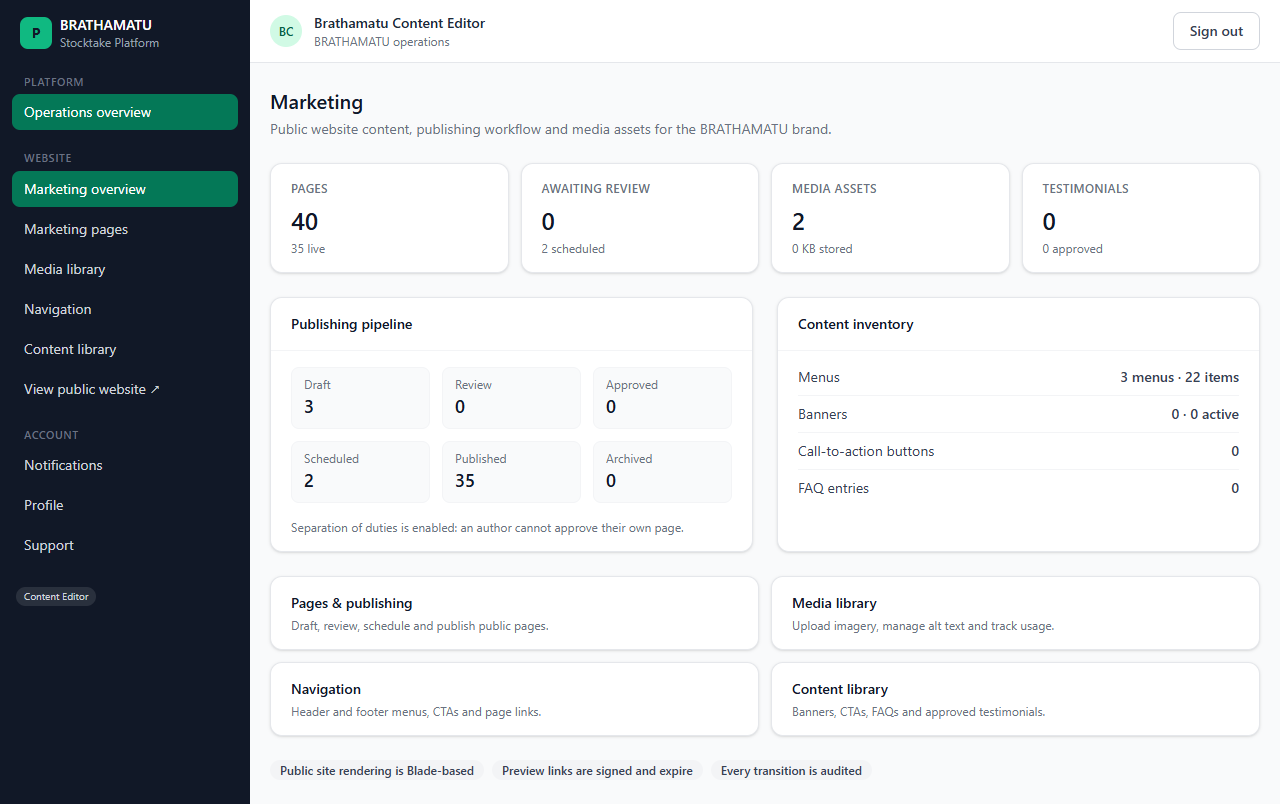 P
BRATHAMATU
Stocktake Platform
PLATFORM
Operations overview
WEBSITE
Marketing overview
Marketing pages
Media library
Navigation
Content library
View public website ↗
ACCOUNT
Notifications
Profile
Support
Content Editor
BC
Brathamatu Content Editor
BRATHAMATU operations
Sign out
Marketing
Public website content, publishing workflow and media assets for the BRATHAMATU brand.
PAGES
40
35 live
AWAITING REVIEW
0
2 scheduled
MEDIA ASSETS
2
0 KB stored
TESTIMONIALS
0
0 approved
Publishing pipeline
Draft
3
Review
0
Approved
0
Scheduled
2
Published
35
Archived
0
Separation of duties is enabled: an author cannot approve their own page.
Content inventory
Menus 3 menus · 22 items
Banners 0 · 0 active
Call-to-action buttons 0
FAQ entries 0
Pages & publishing
Draft, review, schedule and publish public pages.
Media library
Upload imagery, manage alt text and track usage.
Navigation
Header and footer menus, CTAs and page links.
Content library
Banners, CTAs, FAQs and approved testimonials.
Public site rendering is Blade-based
Preview links are signed and expire
Every transition is audited